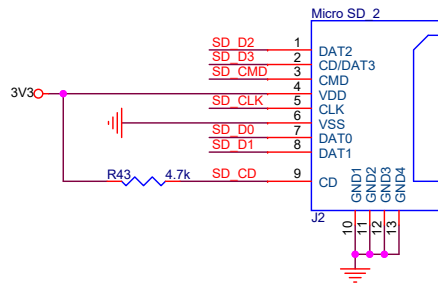 Micro SD_2
SD_D2 1 DAT2
SD_D3 2 CD/DAT3
SD_CMD 3 CMD
3V3 4 VDD
SD_CLK 5 CLK
6 VSS
SD_D0 7 DAT0
SD_D1 8 DAT1
R43 4.7k SD_CD 9 CD
GND1
GND2
GND3
GND4
J2
10
11
12
13